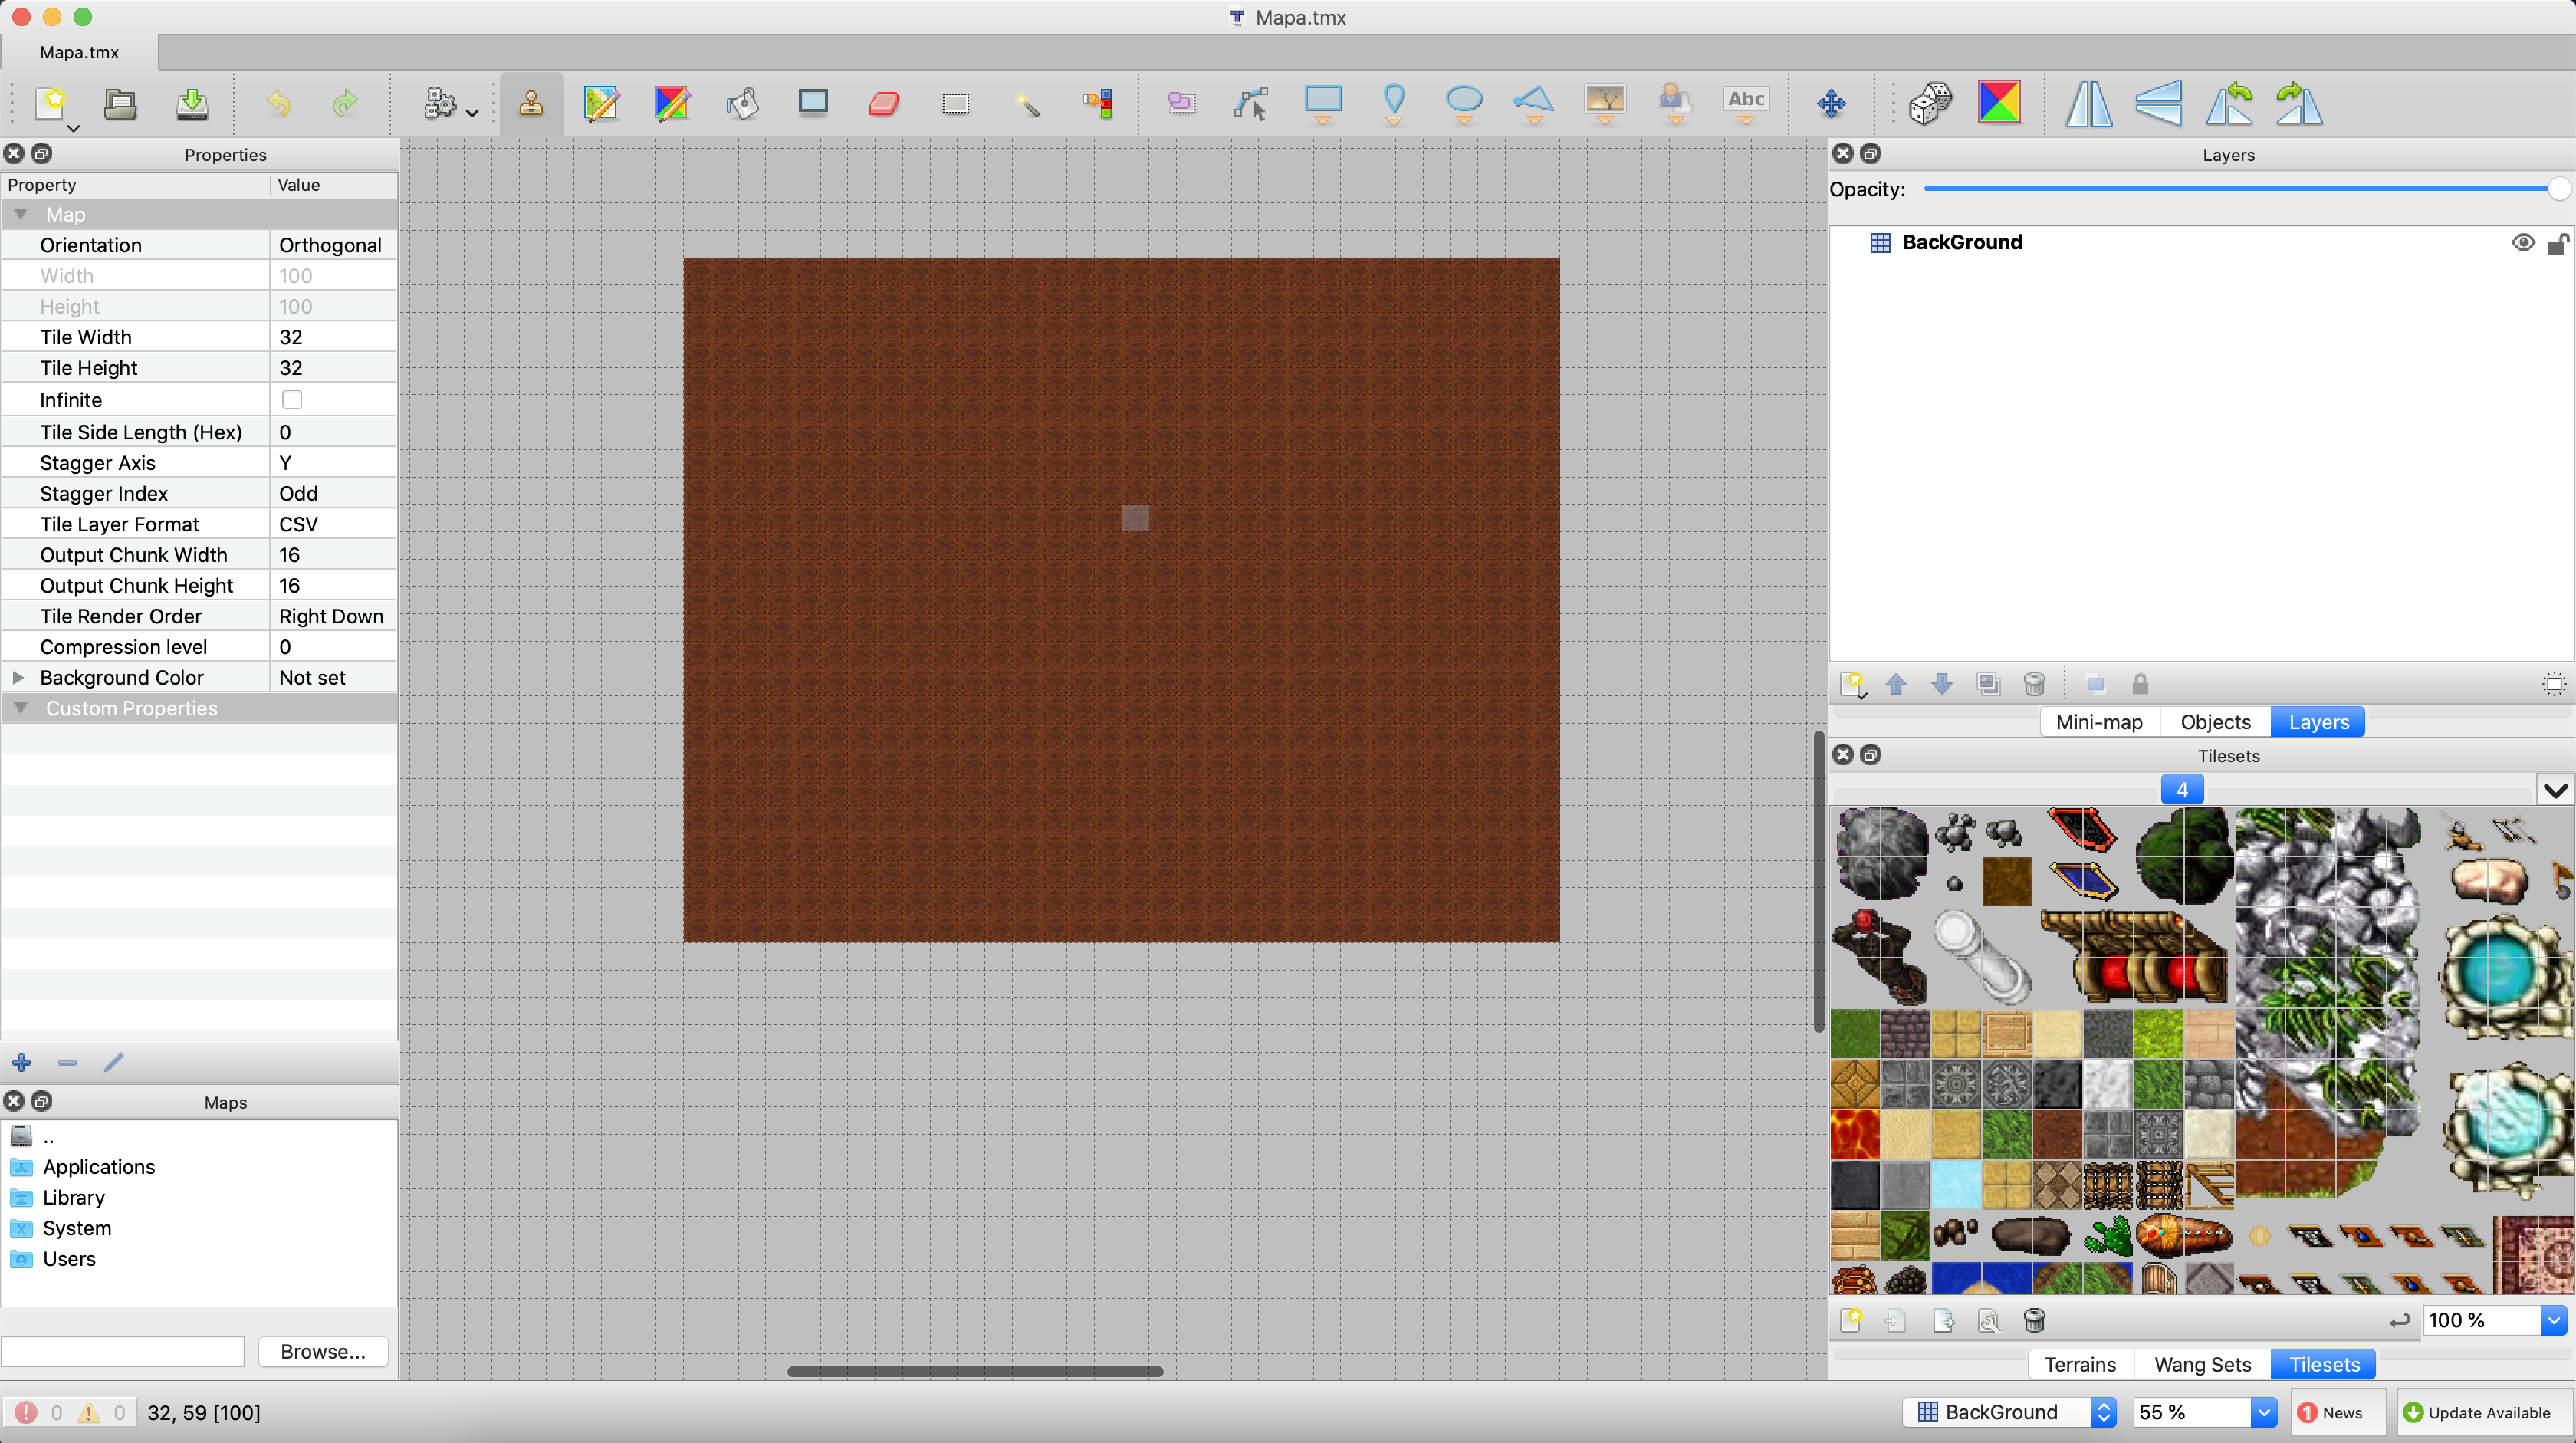 Mapa.tmx
Mapa.tmx
Abc
Properties
Property Value
Map
Orientation Orthogonal
Width 100
Height 100
Tile Width 32
Tile Height 32
Infinite
Tile Side Length (Hex) 0
Stagger Axis Y
Stagger Index Odd
Tile Layer Format CSV
Output Chunk Width 16
Output Chunk Height 16
Tile Render Order Right Down
Compression level 0
Background Color Not set
Custom Properties
Maps
..
Applications
Library
System
Users
Browse...
Layers
Opacity:
BackGround
Mini-map Objects Layers
Tilesets
4
100 %
Terrains Wang Sets Tilesets
0 0 32, 59 [100]
BackGround 55 % 1 News Update Available